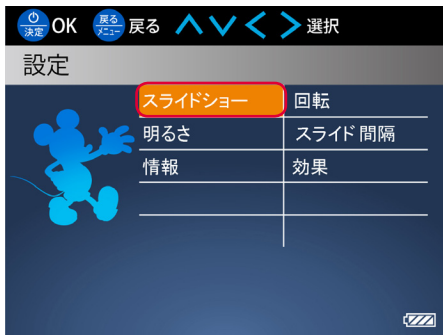 決定 OK 戻る メニュー 戻る 選択
設定
スライドショー 回転
明るさ スライド間隔
情報 効果